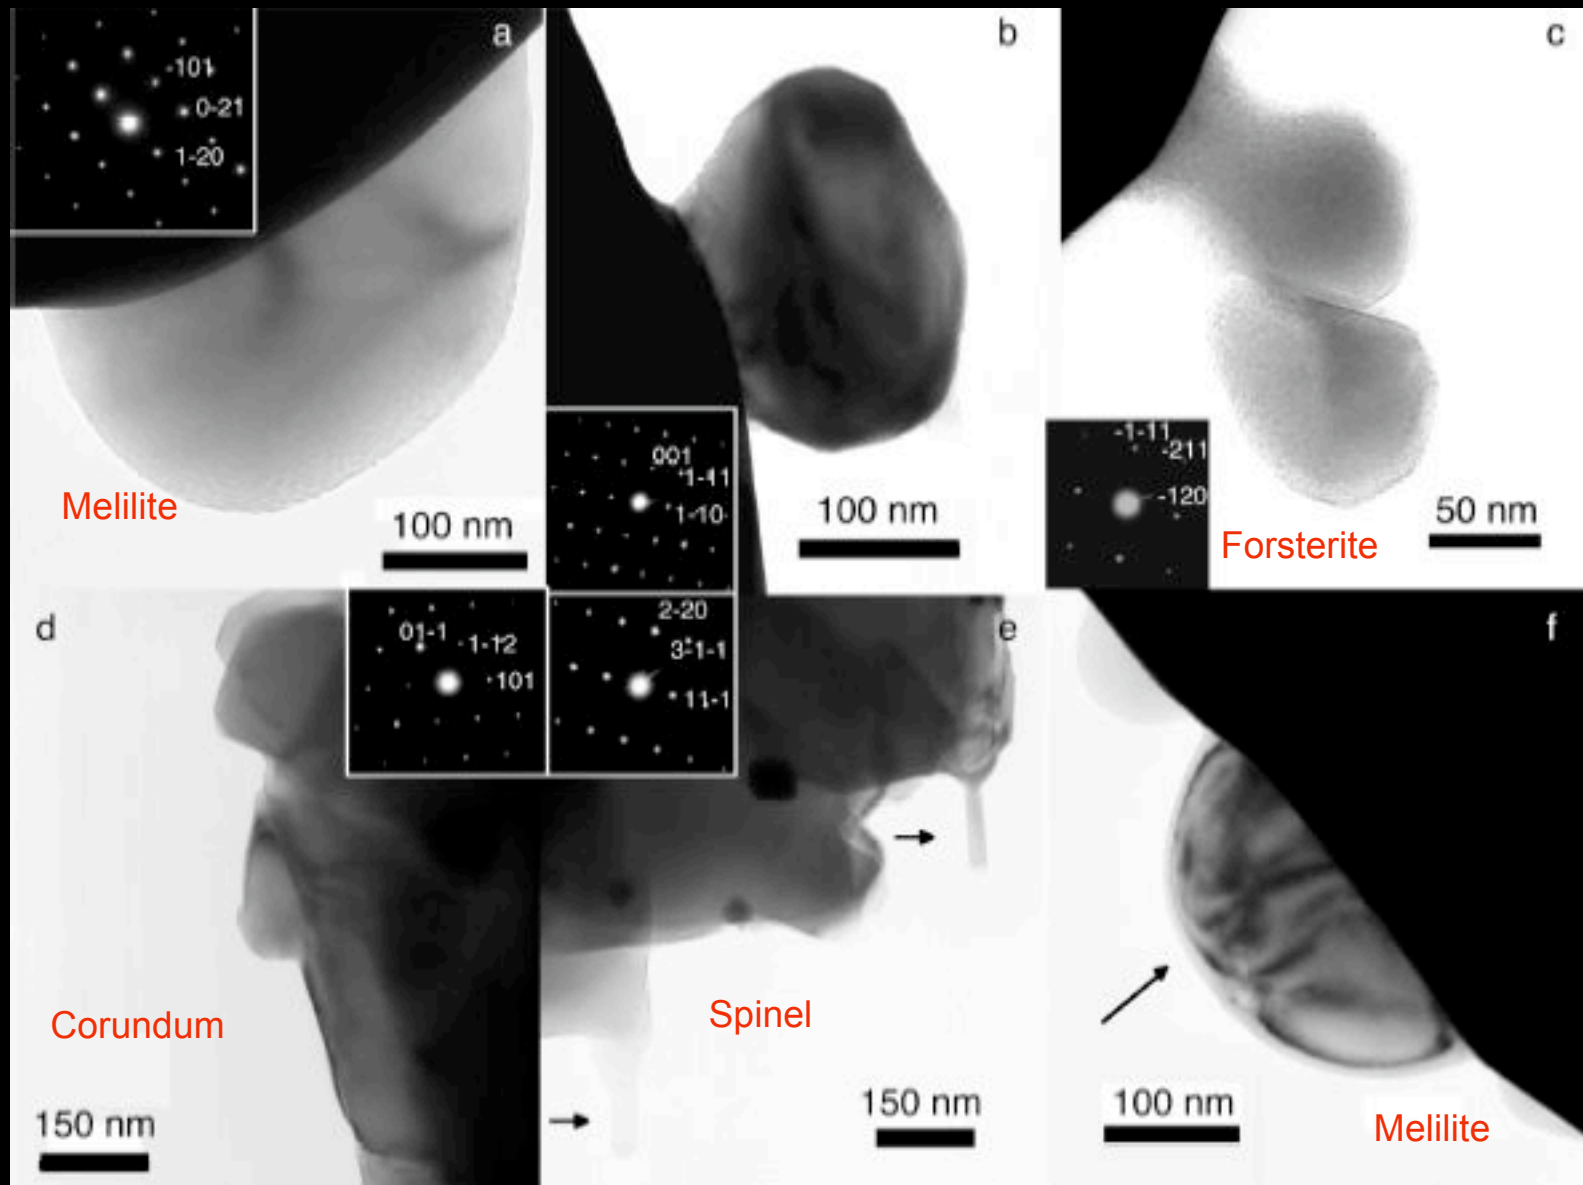 a
-101
0-21
1-20
Melilite
100 nm
b
001
1-11
1-10
100 nm
c
-1-11
-211
-120
Forsterite
50 nm
d
01-1
1-12
101
Corundum
150 nm
2-20
3-1-1
11-1
e
Spinel
150 nm
f
100 nm
Melilite